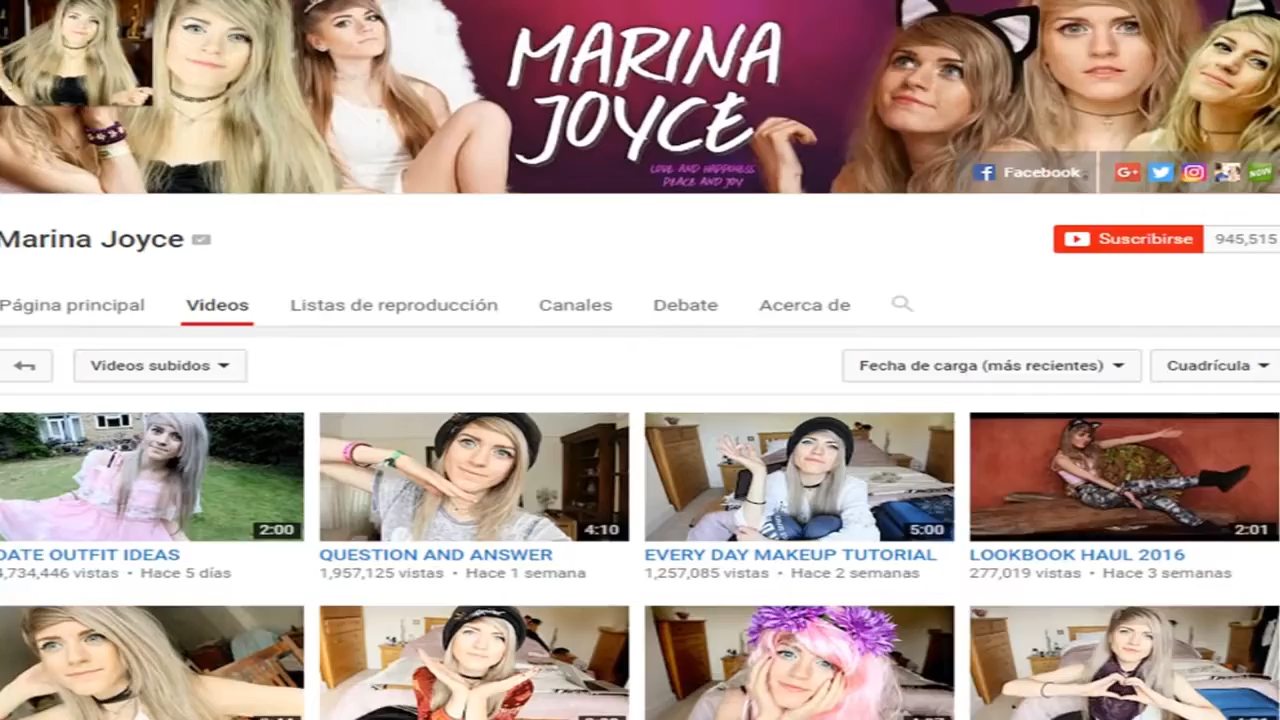 MARINA
JOYCE
LOVE AND HAPPINESS
PEACE AND JOY
Facebook
G+
NOW
Marina Joyce
Suscribirse 945,515
Página principal Videos Listas de reproducción Canales Debate Acerca de
Videos subidos Fecha de carga (más recientes) Cuadrícula
2:00 4:10 5:00 2:01
DATE OUTFIT IDEAS QUESTION AND ANSWER EVERY DAY MAKEUP TUTORIAL LOOKBOOK HAUL 2016
4,734,446 vistas • Hace 5 días 1,957,125 vistas • Hace 1 semana 1,257,085 vistas • Hace 2 semanas 277,019 vistas • Hace 3 semanas